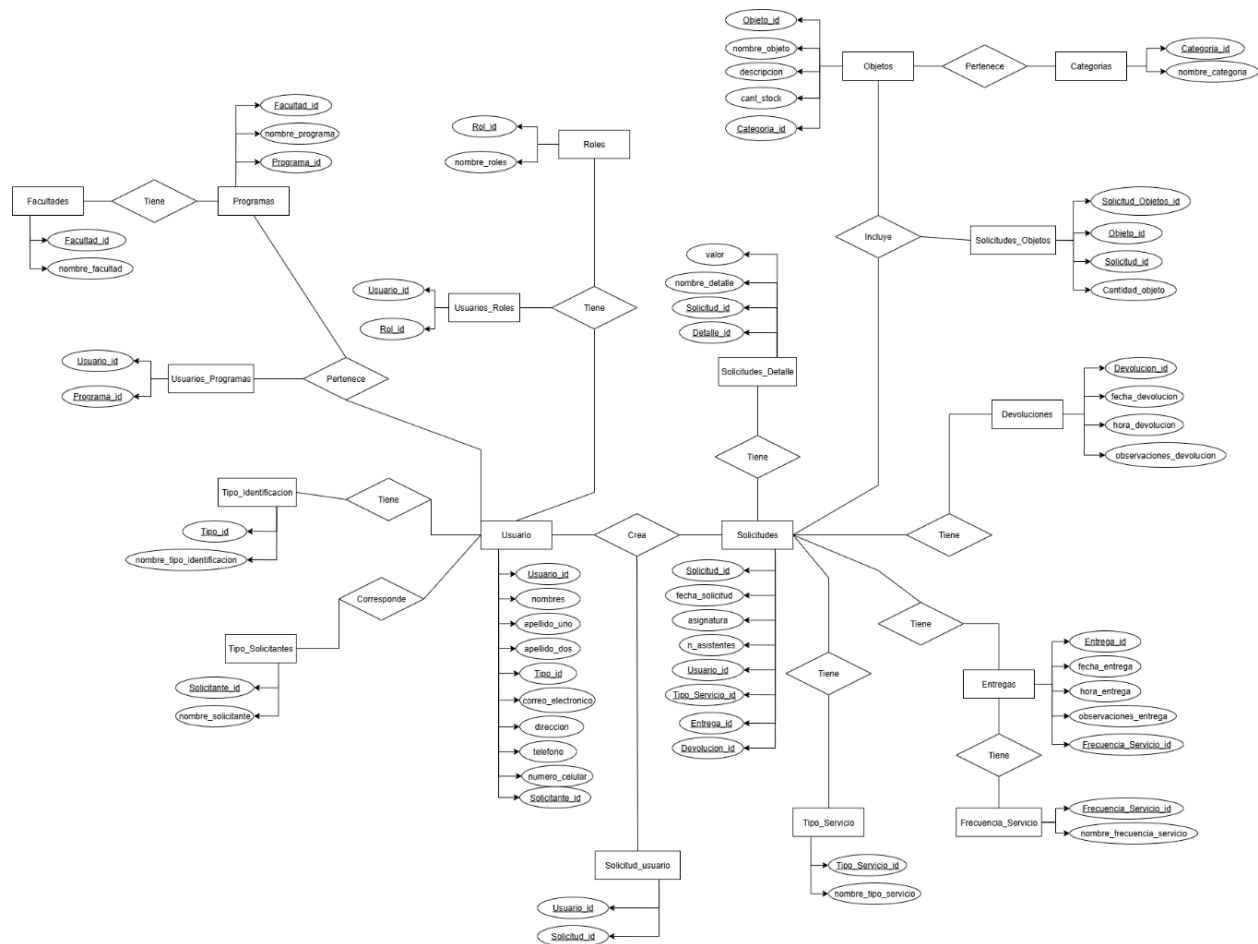 Objeto_id
nombre_objeto
descripcion
cant_stock
Categoria_id
Objetos
Pertenece
Categorias
Categoria_id
nombre_categoria
Facultad_id
nombre_programa
Programa_id
Facultades
Tiene
Programas
Facultad_id
nombre_facultad
Rol_id
nombre_roles
Roles
Usuario_id
Rol_id
Usuarios_Roles
Tiene
Incluye
Solicitudes_Objetos
Solicitud_Objetos_id
Objeto_id
Solicitud_id
Cantidad_objeto
valor
nombre_detalle
Solicitud_id
Detalle_id
Solicitudes_Detalle
Usuario_id
Programa_id
Usuarios_Programas
Pertenece
Devoluciones
Devolucion_id
fecha_devolucion
hora_devolucion
observaciones_devolucion
Tiene
Tiene
Tipo_Identificacion
Tiene
Tipo_id
nombre_tipo_identificacion
Usuario
Crea
Solicitudes
Usuario_id
nombres
apellido_uno
apellido_dos
Tipo_id
correo_electronico
direccion
telefono
numero_celular
Solicitante_id
Corresponde
Tipo_Solicitantes
Solicitante_id
nombre_solicitante
Solicitud_id
fecha_solicitud
asignatura
n_asistentes
Usuario_id
Tipo_Servicio_id
Entrega_id
Devolucion_id
Tiene
Tiene
Entregas
Entrega_id
fecha_entrega
hora_entrega
observaciones_entrega
Frecuencia_Servicio_id
Tiene
Frecuencia_Servicio
Frecuencia_Servicio_id
nombre_frecuencia_servicio
Tipo_Servicio
Tipo_Servicio_id
nombre_tipo_servicio
Solicitud_usuario
Usuario_id
Solicitud_id